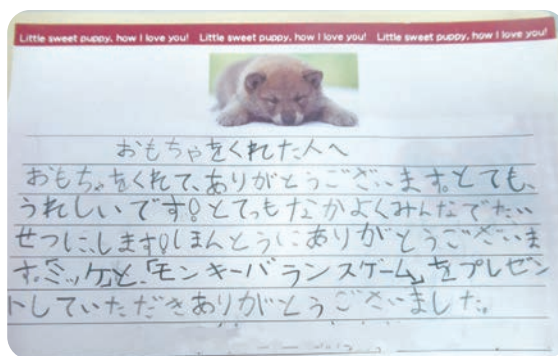 Little sweet puppy, how I love you! Little sweet puppy, how I love you! Little sweet puppy, how I love you!
おもちゃをくれた人へ
おもちゃをくれて、ありがとうございます。とても、
うれしいです。とてもなかよくみんなでたい
せつにします。ほんとうにありがとうございま
す。「ミッケ」と、「モンキーバランスゲーム」をプレゼン
トしていただきありがとうございました。